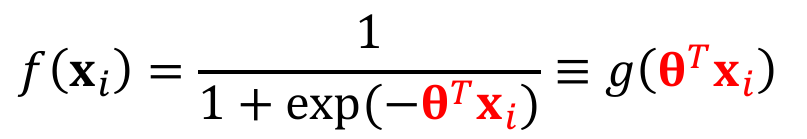 f(𝐱ᵢ) = 1 / (1 + exp(−𝛉ᵀ𝐱ᵢ)) ≡ g(𝛉ᵀ𝐱ᵢ)